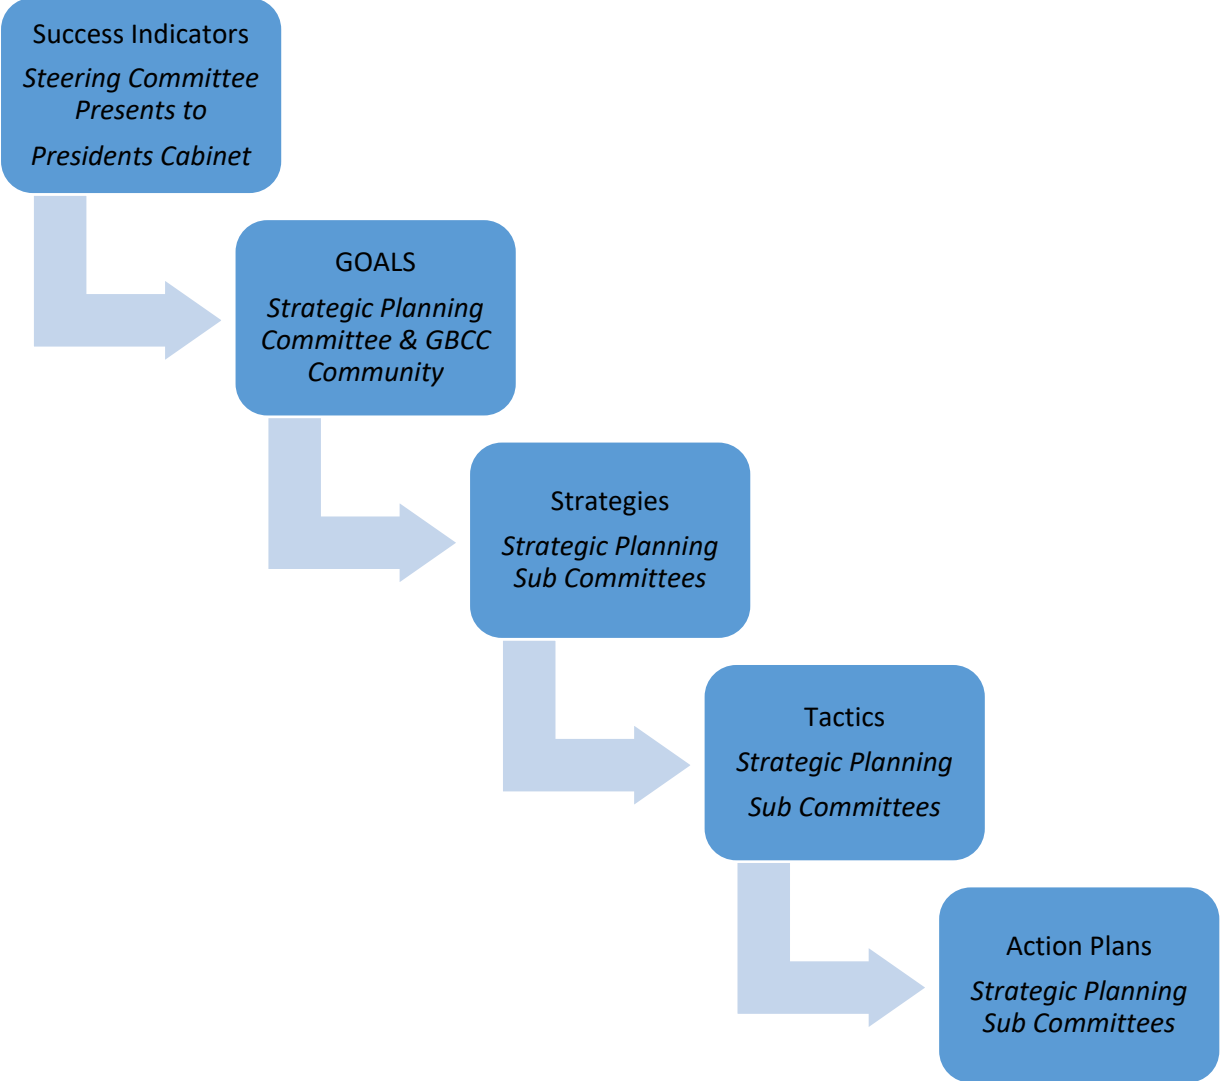 Success Indicators
Steering Committee
Presents to
Presidents Cabinet
GOALS
Strategic Planning
Committee & GBCC
Community
Strategies
Strategic Planning
Sub Committees
Tactics
Strategic Planning
Sub Committees
Action Plans
Strategic Planning
Sub Committees